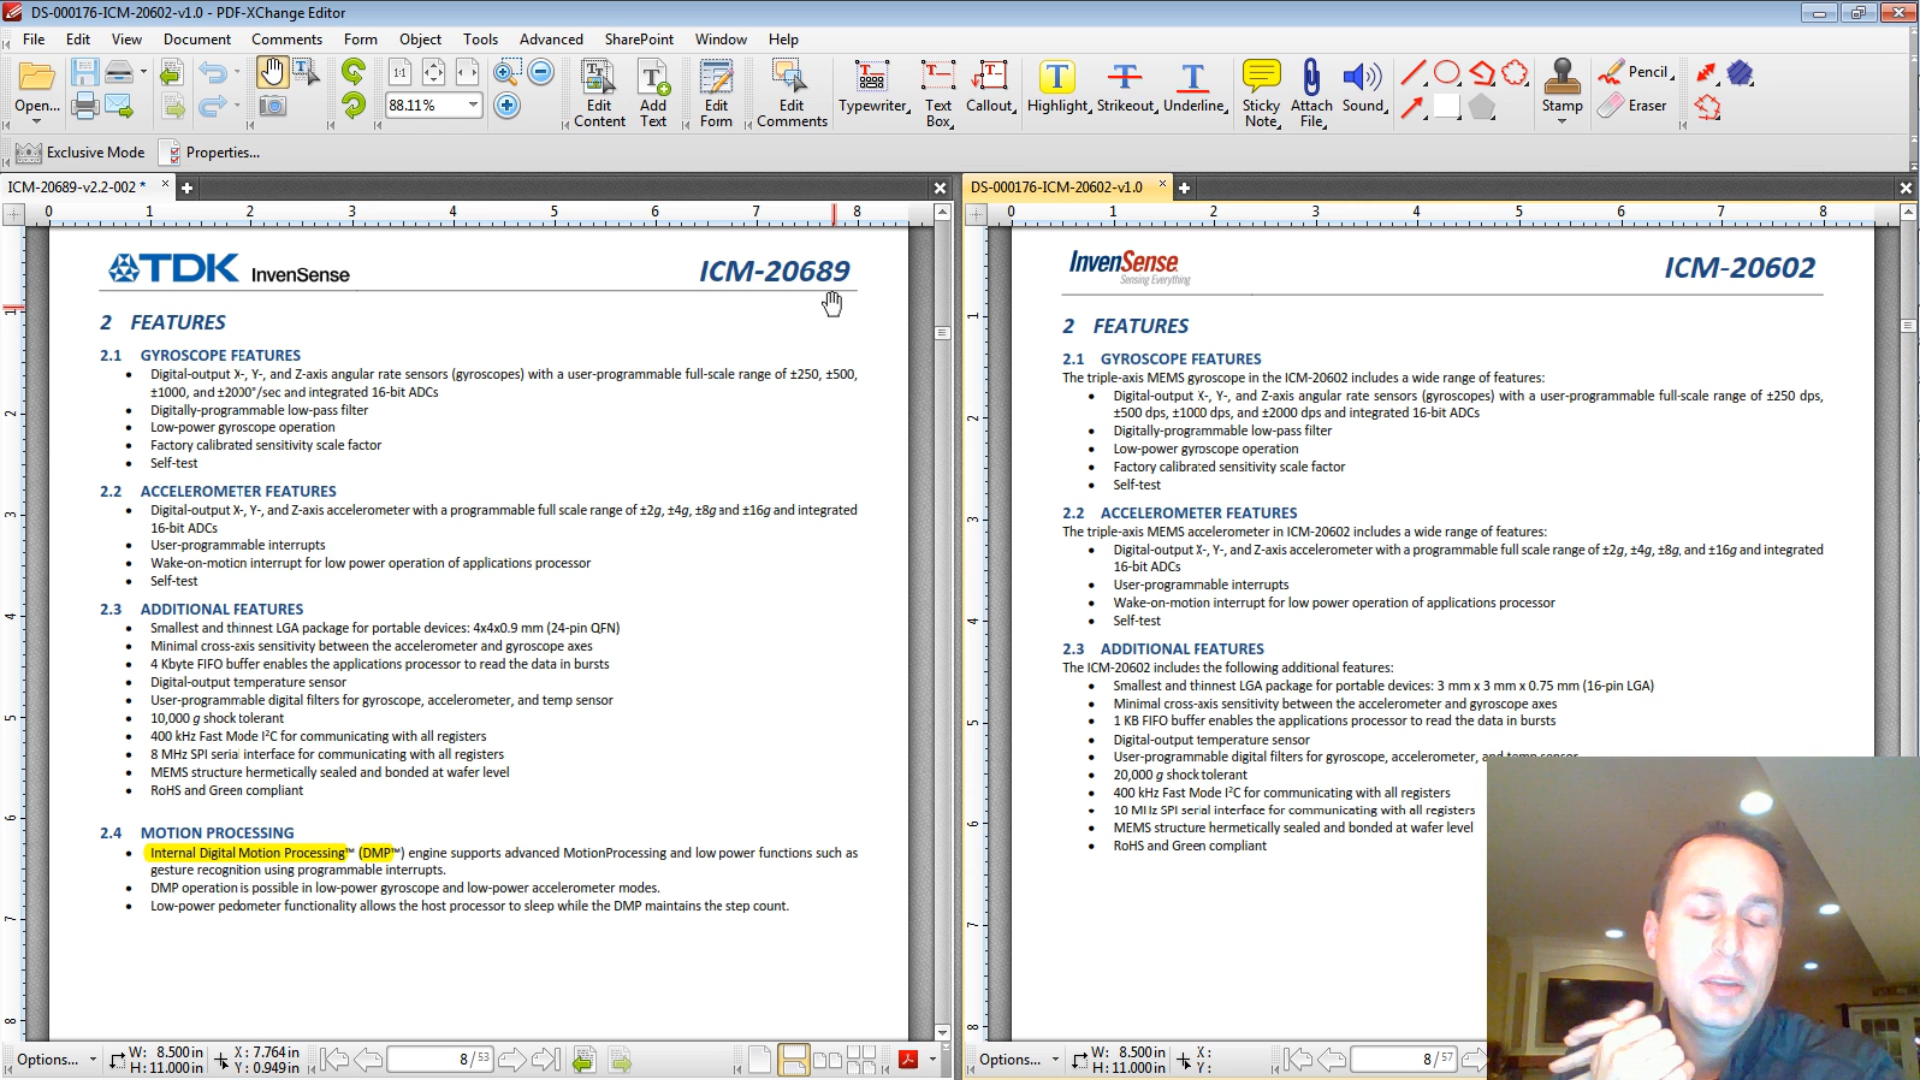 DS-000176-ICM-20602-v1.0 - PDF-XChange Editor
File Edit View Document Comments Form Object Tools Advanced SharePoint Window Help
Open...
88.11%
Edit Content
Add Text
Edit Form
Edit Comments
Typewriter
Text Box
Callout
Highlight
Strikeout
Underline
Sticky Note
Attach File
Sound
Stamp
Pencil
Eraser
Exclusive Mode Properties...
ICM-20689-v2.2-002 *
0 1 2 3 4 5 6 7 8
TDK InvenSense ICM-20689
2 FEATURES
2.1 GYROSCOPE FEATURES
• Digital-output X-, Y-, and Z-axis angular rate sensors (gyroscopes) with a user-programmable full-scale range of ±250, ±500,
±1000, and ±2000°/sec and integrated 16-bit ADCs
• Digitally-programmable low-pass filter
• Low-power gyroscope operation
• Factory calibrated sensitivity scale factor
• Self-test
2.2 ACCELEROMETER FEATURES
• Digital-output X-, Y-, and Z-axis accelerometer with a programmable full scale range of ±2g, ±4g, ±8g and ±16g and integrated
16-bit ADCs
• User-programmable interrupts
• Wake-on-motion interrupt for low power operation of applications processor
• Self-test
2.3 ADDITIONAL FEATURES
• Smallest and thinnest LGA package for portable devices: 4x4x0.9 mm (24-pin QFN)
• Minimal cross-axis sensitivity between the accelerometer and gyroscope axes
• 4 Kbyte FIFO buffer enables the applications processor to read the data in bursts
• Digital-output temperature sensor
• User-programmable digital filters for gyroscope, accelerometer, and temp sensor
• 10,000 g shock tolerant
• 400 kHz Fast Mode I²C for communicating with all registers
• 8 MHz SPI serial interface for communicating with all registers
• MEMS structure hermetically sealed and bonded at wafer level
• RoHS and Green compliant
2.4 MOTION PROCESSING
• Internal Digital Motion Processing™ (DMP™) engine supports advanced MotionProcessing and low power functions such as
gesture recognition using programmable interrupts.
• DMP operation is possible in low-power gyroscope and low-power accelerometer modes.
• Low-power pedometer functionality allows the host processor to sleep while the DMP maintains the step count.
Options...
W: 8.500in
H: 11.000in
X: 7.764in
Y: 0.949in
8 / 53
DS-000176-ICM-20602-v1.0
0 1 2 3 4 5 6 7 8
InvenSense
Sensing Everything
ICM-20602
2 FEATURES
2.1 GYROSCOPE FEATURES
The triple-axis MEMS gyroscope in the ICM-20602 includes a wide range of features:
• Digital-output X-, Y-, and Z-axis angular rate sensors (gyroscopes) with a user-programmable full-scale range of ±250 dps,
±500 dps, ±1000 dps, and ±2000 dps and integrated 16-bit ADCs
• Digitally-programmable low-pass filter
• Low-power gyroscope operation
• Factory calibrated sensitivity scale factor
• Self-test
2.2 ACCELEROMETER FEATURES
The triple-axis MEMS accelerometer in ICM-20602 includes a wide range of features:
• Digital-output X-, Y-, and Z-axis accelerometer with a programmable full scale range of ±2g, ±4g, ±8g, and ±16g and integrated
16-bit ADCs
• User-programmable interrupts
• Wake-on-motion interrupt for low power operation of applications processor
• Self-test
2.3 ADDITIONAL FEATURES
The ICM-20602 includes the following additional features:
• Smallest and thinnest LGA package for portable devices: 3 mm x 3 mm x 0.75 mm (16-pin LGA)
• Minimal cross-axis sensitivity between the accelerometer and gyroscope axes
• 1 KB FIFO buffer enables the applications processor to read the data in bursts
• Digital-output temperature sensor
• User-programmable digital filters for gyroscope, accelerometer, and temp sensor
• 20,000 g shock tolerant
• 400 kHz Fast Mode I²C for communicating with all registers
• 10 MHz SPI serial interface for communicating with all registers
• MEMS structure hermetically sealed and bonded at wafer level
• RoHS and Green compliant
Options...
W: 8.500in
H: 11.000in
X:
Y:
8 / 57